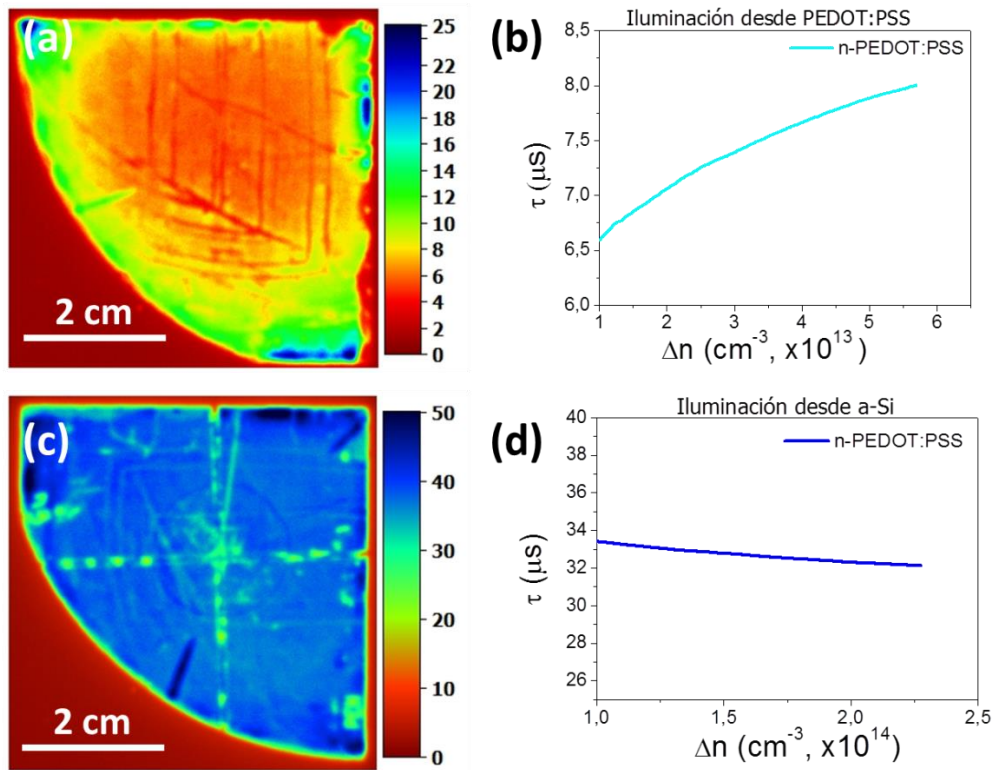 (a)
25
24
22
20
18
16
14
12
10
8
6
4
2
0
2 cm
(b)
Iluminación desde PEDOT:PSS
n-PEDOT:PSS
8,5
8,0
7,5
7,0
6,5
6,0
τ (µs)
1 2 3 4 5 6
Δn (cm⁻³, x10¹³)
(c)
50
40
30
20
10
0
2 cm
(d)
Iluminación desde a-Si
n-PEDOT:PSS
40
38
36
34
32
30
28
26
τ (µs)
1,0 1,5 2,0 2,5
Δn (cm⁻³, x10¹⁴)